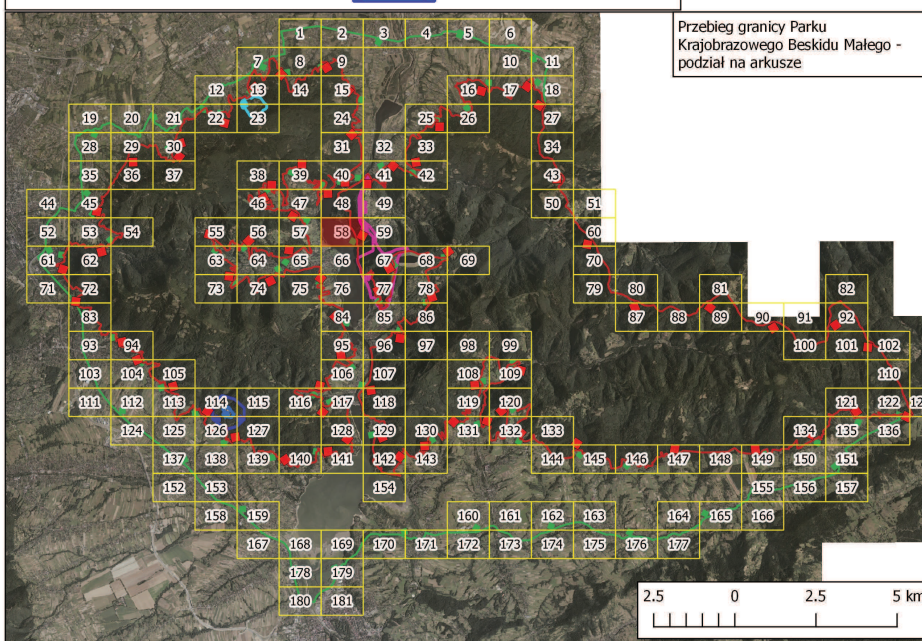 Przebieg granicy Parku
Krajobrazowego Beskidu Małego -
podział na arkusze
1 2 3 4 5 6
7 8 9 10 11
12 13 14 15 16 17 18
19 20 21 22 23 24 25 26 27
28 29 30 31 32 33 34
35 36 37 38 39 40 41 42 43
44 45 46 47 48 49 50 51
52 53 54 55 56 57 58 59 60
61 62 63 64 65 66 67 68 69 70
71 72 73 74 75 76 77 78 79 80 81 82
83 84 85 86 87 88 89 90 91 92
93 94 95 96 97 98 99 100 101 102
103 104 105 106 107 108 109 110
111 112 113 114 115 116 117 118 119 120 121 122 12
124 125 126 127 128 129 130 131 132 133 134 135 136
137 138 139 140 141 142 143 144 145 146 147 148 149 150 151
152 153 154 155 156 157
158 159 160 161 162 163 164 165 166
167 168 169 170 171 172 173 174 175 176 177
178 179
180 181
2.5 0 2.5 5 km